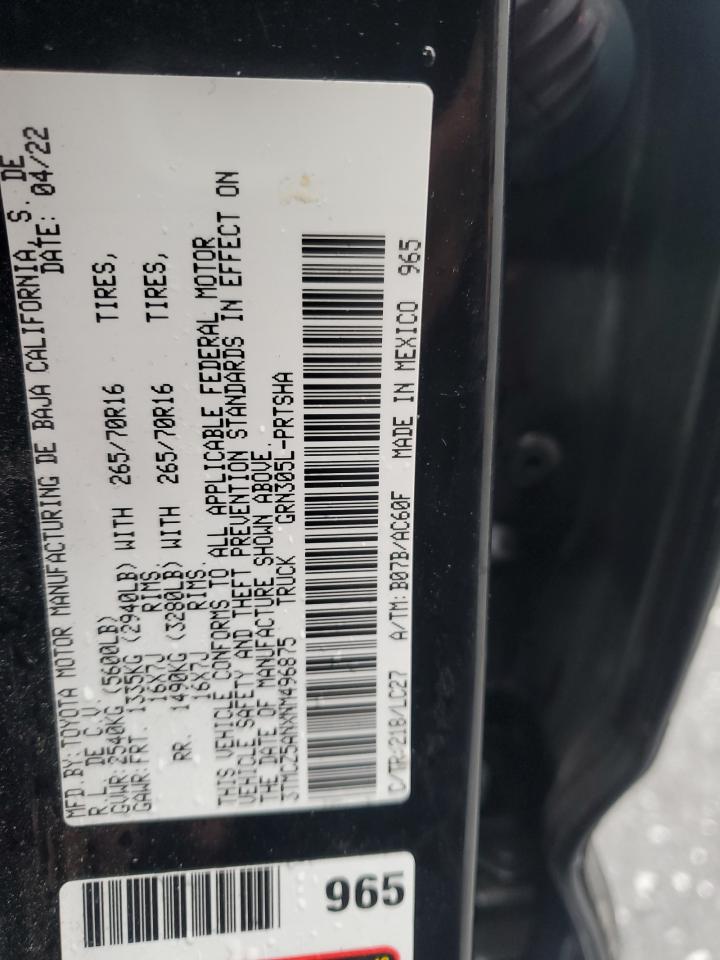 MFD.BY:TOYOTA MOTOR MANUFACTURING DE BAJA CALIFORNIA, S. DE
R.L. DE C.V. DATE: 04/22
GVWR:2540KG (5600LB)
GAWR:FRT. 1335KG (2940LB) WITH 265/70R16 TIRES,
16X7J RIMS.
RR. 1490KG (3280LB) WITH 265/70R16 TIRES,
16X7J RIMS.
THIS VEHICLE CONFORMS TO ALL APPLICABLE FEDERAL MOTOR
VEHICLE SAFETY AND THEFT PREVENTION STANDARDS IN EFFECT ON
THE DATE OF MANUFACTURE SHOWN ABOVE.
3TMCZ5ANXNM496875 TRUCK GRN305L-PRTSHA
C/TR:218/LC27 A/TM:B07B/AC60F MADE IN MEXICO 965
965